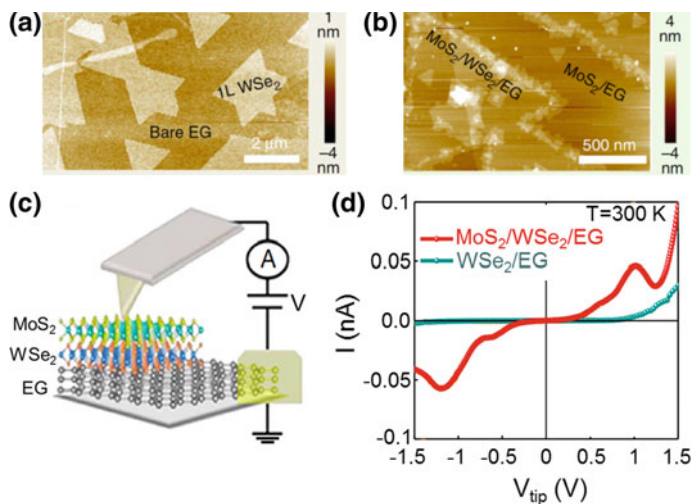 (a)
1
nm
1L WSe2
Bare EG
2 μm
−4
nm
(b)
4
nm
MoS2/WSe2/EG
MoS2/EG
500 nm
−4
nm
(c)
A
V
MoS2
WSe2
EG
(d)
T=300 K
MoS2/WSe2/EG
WSe2/EG
I (nA)
0.1
0.05
0.0
-0.05
-0.1
-1.5 -1 -0.5 0 0.5 1 1.5
Vtip (V)